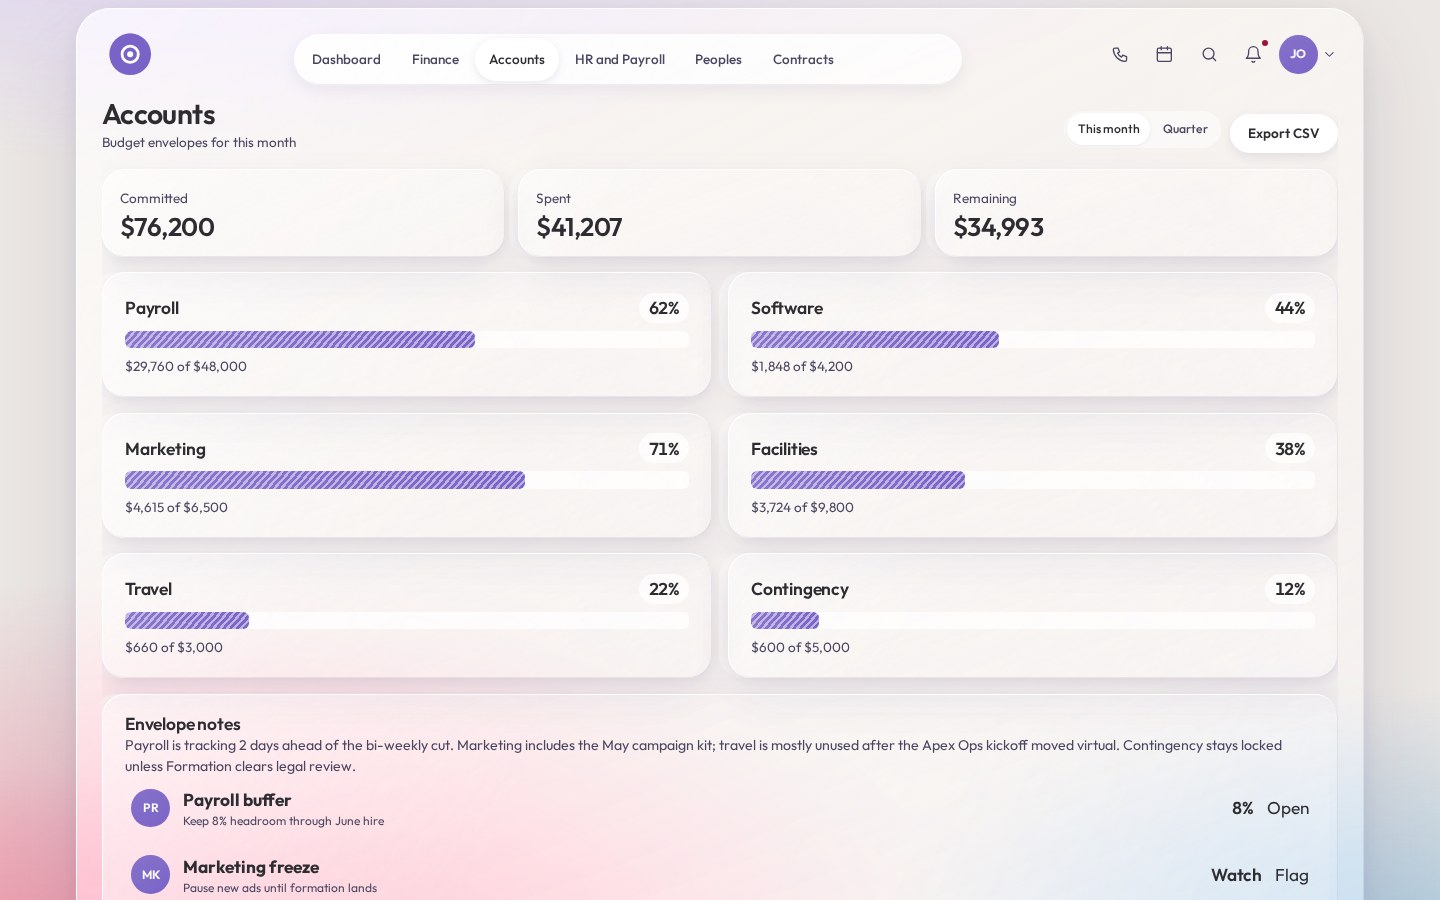 Dashboard Finance Accounts HR and Payroll Peoples Contracts JO
Accounts
Budget envelopes for this month
This month Quarter Export CSV
Committed
$76,200
Spent
$41,207
Remaining
$34,993
Payroll 62%
$29,760 of $48,000
Software 44%
$1,848 of $4,200
Marketing 71%
$4,615 of $6,500
Facilities 38%
$3,724 of $9,800
Travel 22%
$660 of $3,000
Contingency 12%
$600 of $5,000
Envelope notes
Payroll is tracking 2 days ahead of the bi-weekly cut. Marketing includes the May campaign kit; travel is mostly unused after the Apex Ops kickoff moved virtual. Contingency stays locked
unless Formation clears legal review.
PR Payroll buffer 8% Open
Keep 8% headroom through June hire
MK Marketing freeze Watch Flag
Pause new ads until formation lands